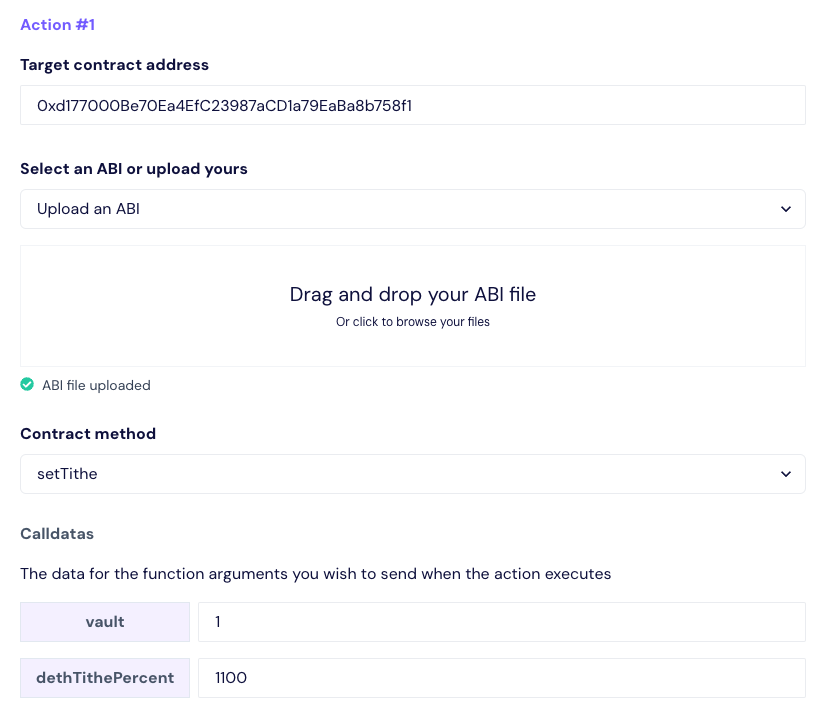 Action #1
Target contract address
0xd177000Be70Ea4EfC23987aCD1a79EaBa8b758f1
Select an ABI or upload yours
Upload an ABI
Drag and drop your ABI file
Or click to browse your files
ABI file uploaded
Contract method
setTithe
Calldatas
The data for the function arguments you wish to send when the action executes
vault 1
dethTithePercent 1100